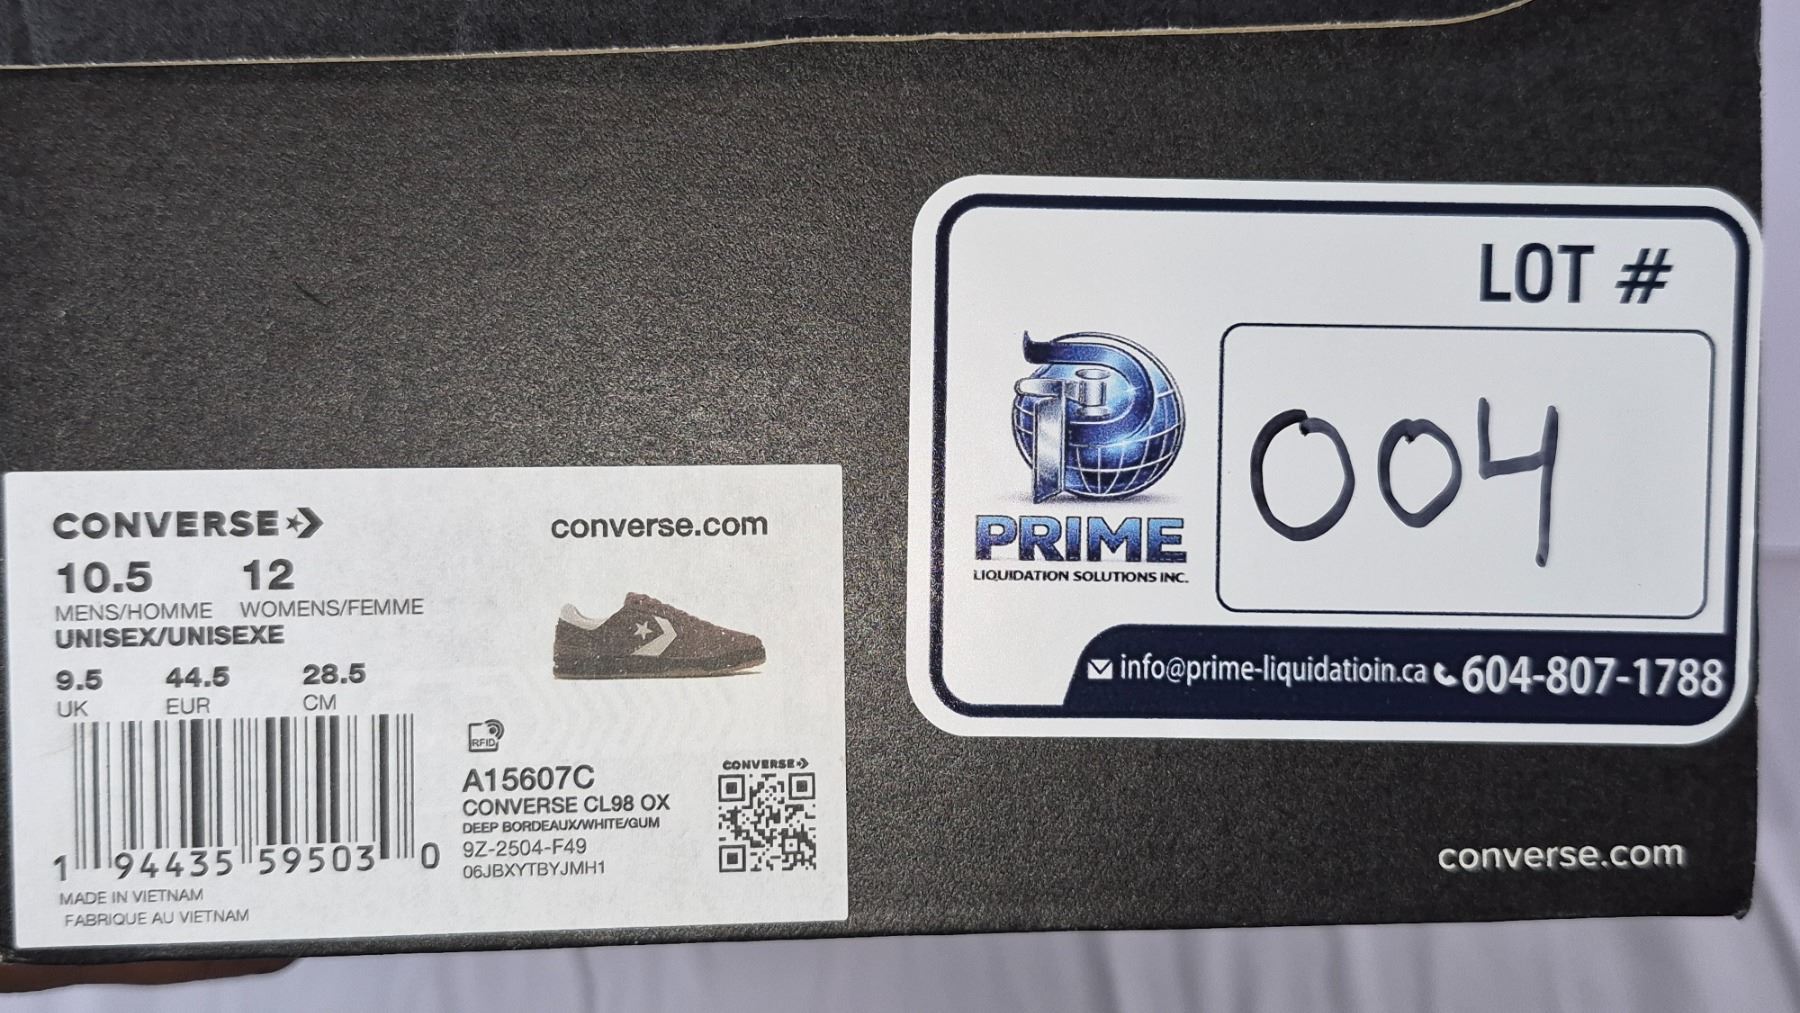 LOT #
004
PRIME
LIQUIDATION SOLUTIONS INC.
info@prime-liquidatioin.ca 604-807-1788
CONVERSE
converse.com
10.5 12
MENS/HOMME WOMENS/FEMME
UNISEX/UNISEXE
9.5 44.5 28.5
UK EUR CM
RFID
A15607C
CONVERSE CL98 OX
DEEP BORDEAUX/WHITE/GUM
9Z-2504-F49
06JBXYTBYJMH1
CONVERSE
1 94435 59503 0
MADE IN VIETNAM
FABRIQUE AU VIETNAM
converse.com